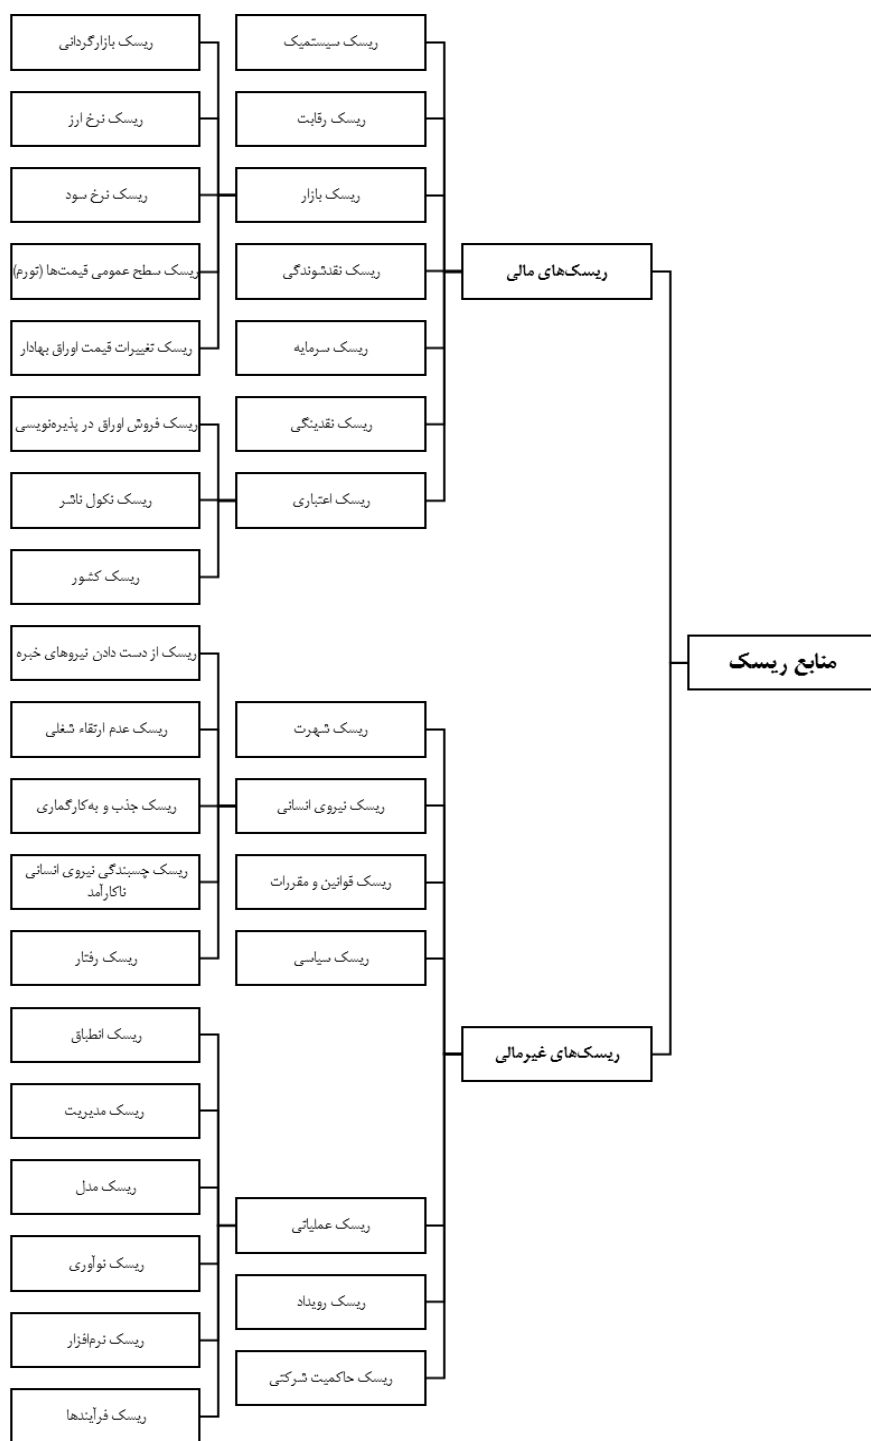 منابع ریسک
ریسک‌های مالی
ریسک سیستمیک
ریسک رقابت
ریسک بازار
ریسک بازارگردانی
ریسک نرخ ارز
ریسک نرخ سود
ریسک سطح عمومی قیمت‌ها (تورم)
ریسک تغییرات قیمت اوراق بهادار
ریسک نقدشوندگی
ریسک سرمایه
ریسک نقدینگی
ریسک اعتباری
ریسک فروش اوراق در پذیره‌نویسی
ریسک نکول ناشر
ریسک کشور
ریسک‌های غیرمالی
ریسک شهرت
ریسک نیروی انسانی
ریسک از دست دادن نیروهای خبره
ریسک عدم ارتقاء شغلی
ریسک جذب و به‌کارگماری
ریسک چسبندگی نیروی انسانی
ناکارآمد
ریسک رفتار
ریسک قوانین و مقررات
ریسک سیاسی
ریسک عملیاتی
ریسک انطباق
ریسک مدیریت
ریسک مدل
ریسک نوآوری
ریسک نرم‌افزار
ریسک فرآیندها
ریسک رویداد
ریسک حاکمیت شرکتی